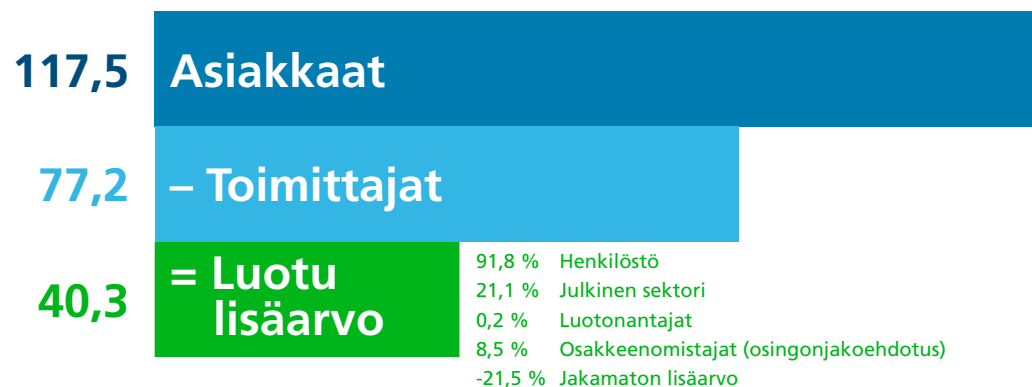 117,5 Asiakkaat
77,2 – Toimittajat
40,3 = Luotu
lisäarvo
91,8 % Henkilöstö
21,1 % Julkinen sektori
0,2 % Luotonantajat
8,5 % Osakkeenomistajat (osingonjakoehdotus)
-21,5 % Jakamaton lisäarvo